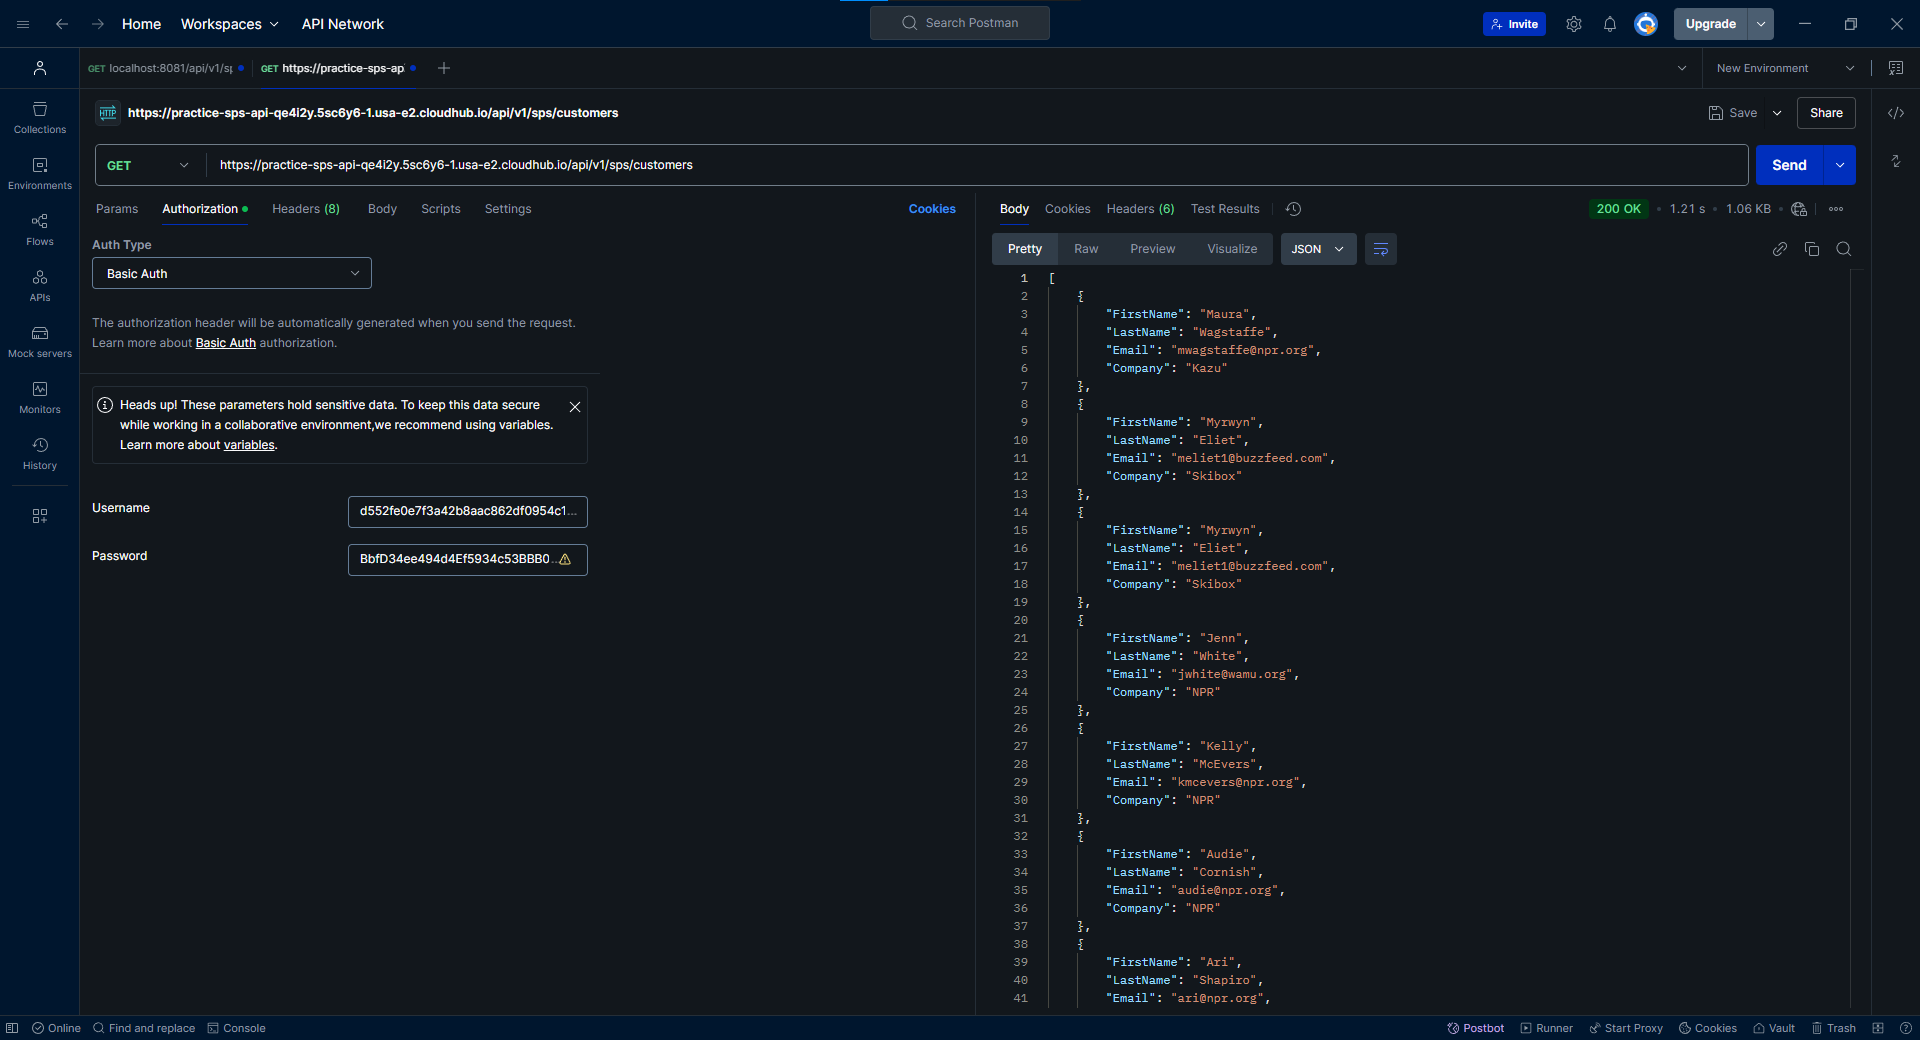 Home Workspaces API Network
Search Postman
Invite
Upgrade
GET localhost:8081/api/v1/s
GET https://practice-sps-ap
New Environment
Collections
Environments
Flows
APIs
Mock servers
Monitors
History
HTTP https://practice-sps-api-qe4i2y.5sc6y6-1.usa-e2.cloudhub.io/api/v1/sps/customers
Save
Share
GET https://practice-sps-api-qe4i2y.5sc6y6-1.usa-e2.cloudhub.io/api/v1/sps/customers
Send
Params Authorization Headers (8) Body Scripts Settings
Cookies
Auth Type
Basic Auth
The authorization header will be automatically generated when you send the request.
Learn more about Basic Auth authorization.
Heads up! These parameters hold sensitive data. To keep this data secure
while working in a collaborative environment,we recommend using variables.
Learn more about variables.
Username d552fe0e7f3a42b8aac862df0954c1...
Password BbfD34ee494d4Ef5934c53BBB0...
Body Cookies Headers (6) Test Results
200 OK • 1.21 s • 1.06 KB •
Pretty Raw Preview Visualize JSON
1 [
2 {
3 "FirstName": "Maura",
4 "LastName": "Wagstaffe",
5 "Email": "mwagstaffe@npr.org",
6 "Company": "Kazu"
7 },
8 {
9 "FirstName": "Myrwyn",
10 "LastName": "Eliet",
11 "Email": "meliet1@buzzfeed.com",
12 "Company": "Skibox"
13 },
14 {
15 "FirstName": "Myrwyn",
16 "LastName": "Eliet",
17 "Email": "meliet1@buzzfeed.com",
18 "Company": "Skibox"
19 },
20 {
21 "FirstName": "Jenn",
22 "LastName": "White",
23 "Email": "jwhite@wamu.org",
24 "Company": "NPR"
25 },
26 {
27 "FirstName": "Kelly",
28 "LastName": "McEvers",
29 "Email": "kmcevers@npr.org",
30 "Company": "NPR"
31 },
32 {
33 "FirstName": "Audie",
34 "LastName": "Cornish",
35 "Email": "audie@npr.org",
36 "Company": "NPR"
37 },
38 {
39 "FirstName": "Ari",
40 "LastName": "Shapiro",
41 "Email": "ari@npr.org",
Online Find and replace Console
Postbot Runner Start Proxy Cookies Vault Trash